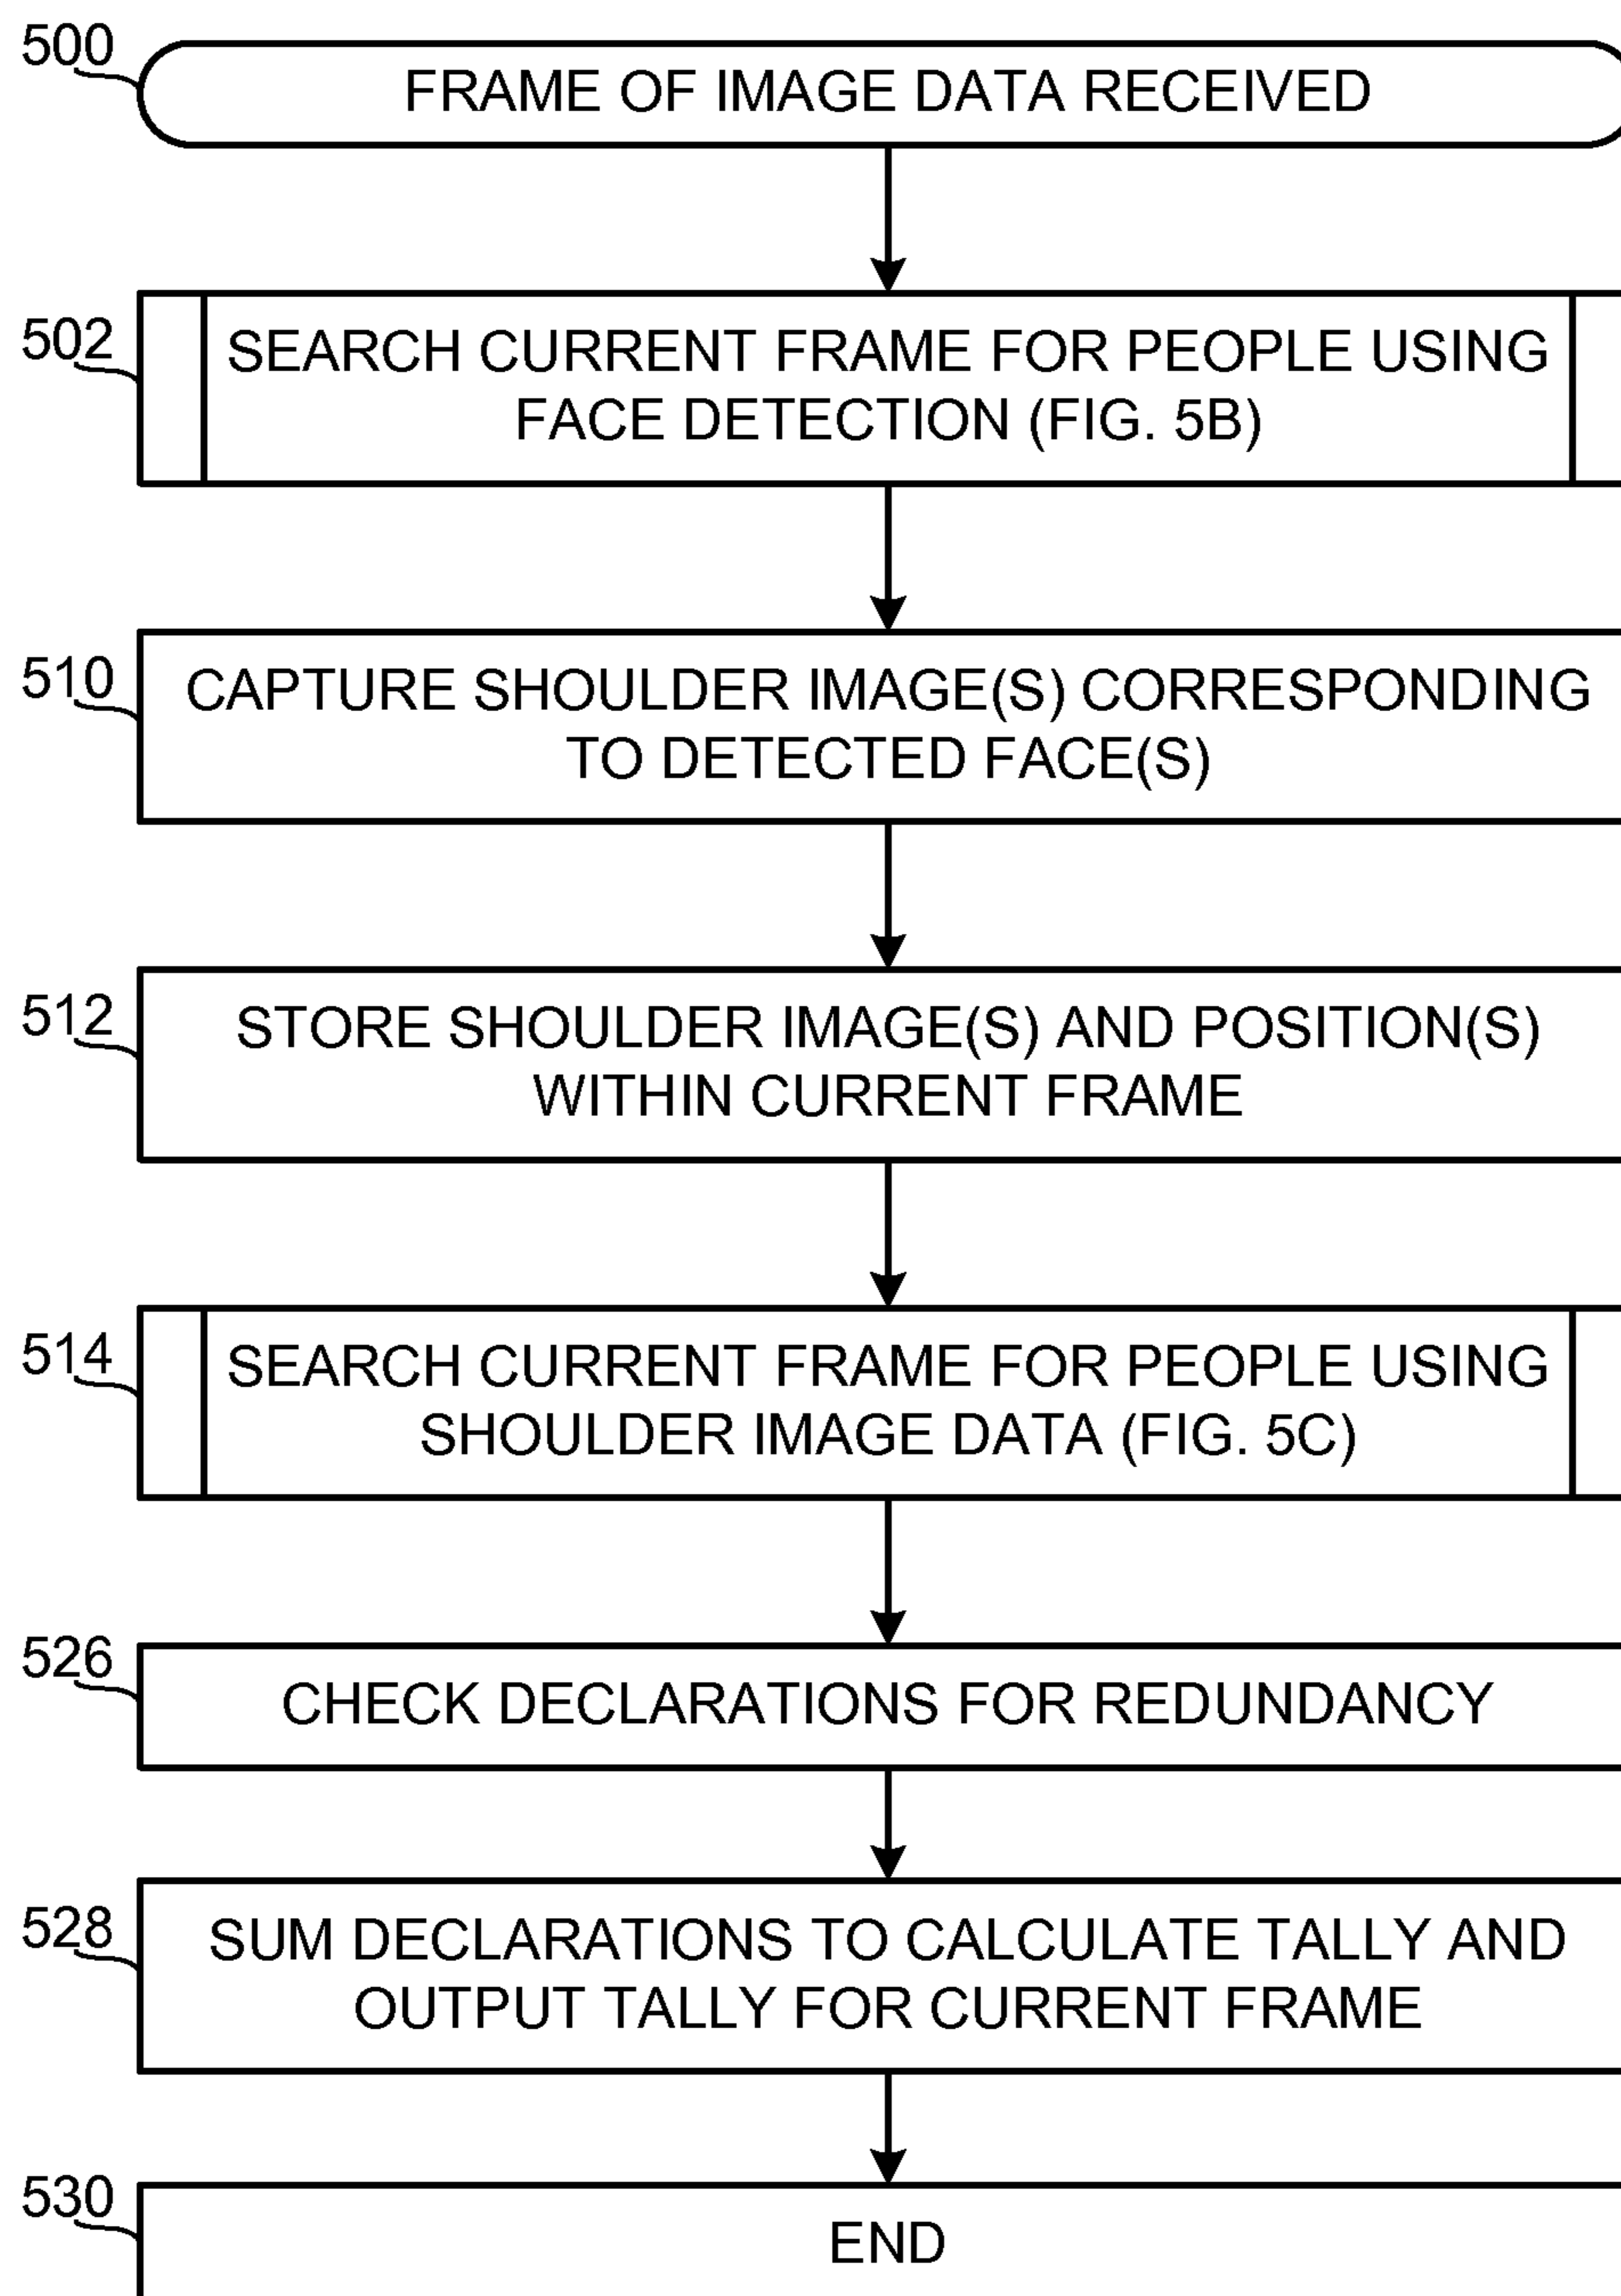 500
FRAME OF IMAGE DATA RECEIVED
502
SEARCH CURRENT FRAME FOR PEOPLE USING
FACE DETECTION (FIG. 5B)
510
CAPTURE SHOULDER IMAGE(S) CORRESPONDING
TO DETECTED FACE(S)
512
STORE SHOULDER IMAGE(S) AND POSITION(S)
WITHIN CURRENT FRAME
514
SEARCH CURRENT FRAME FOR PEOPLE USING
SHOULDER IMAGE DATA (FIG. 5C)
526
CHECK DECLARATIONS FOR REDUNDANCY
528
SUM DECLARATIONS TO CALCULATE TALLY AND
OUTPUT TALLY FOR CURRENT FRAME
530
END